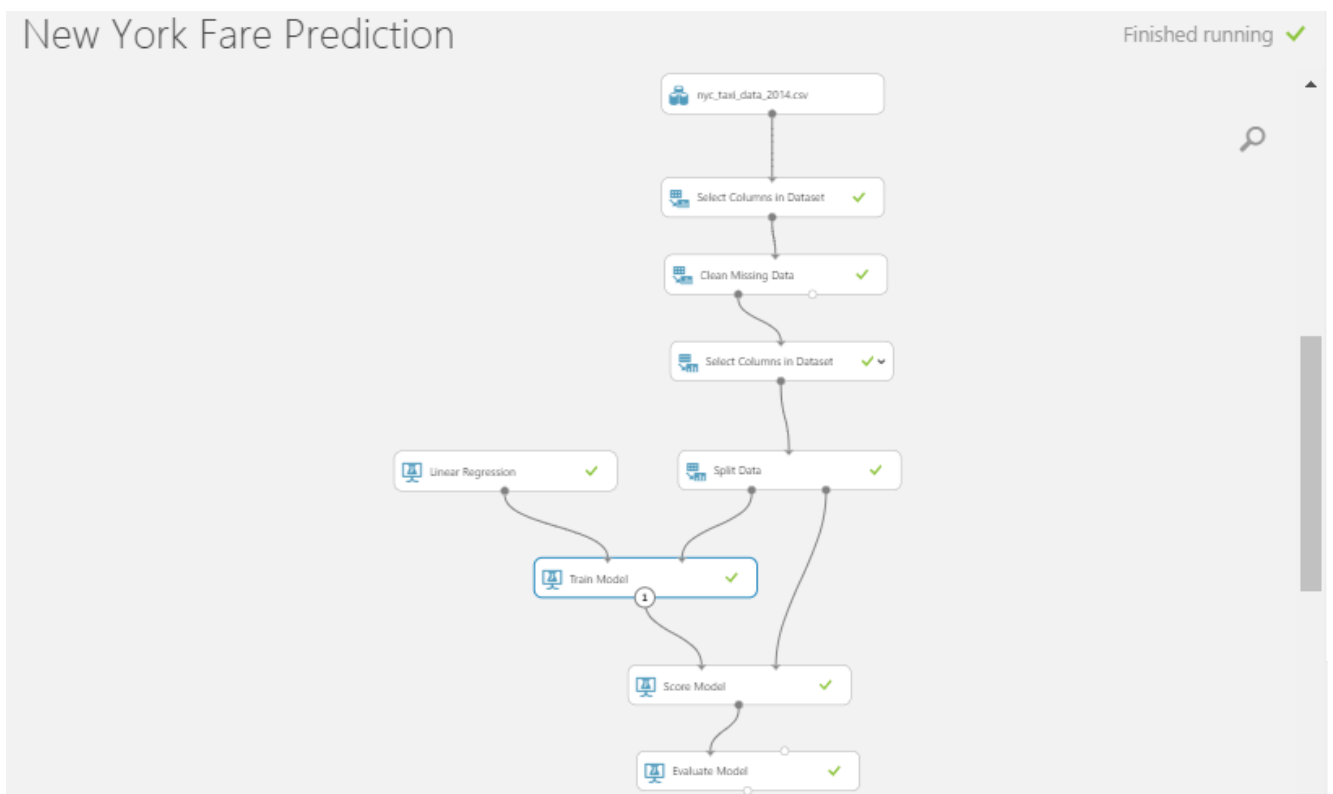 New York Fare Prediction
Finished running
nyc_taxi_data_2014.csv
Select Columns in Dataset
Clean Missing Data
Select Columns in Dataset
Linear Regression
Split Data
Train Model
1
Score Model
Evaluate Model